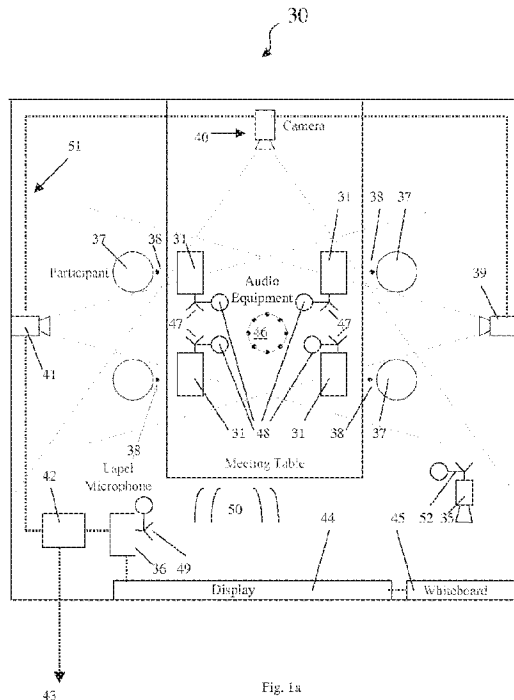 30
40
Camera
51
31
31
38
37
37
38
Participant
39
Audio
Equipment
47
46
47
41
38
31
48
31
38
37
Lapel
Microphone
Meeting Table
42
50
44
45
52
35
36
49
Display
Whiteboard
43
Fig. 1a